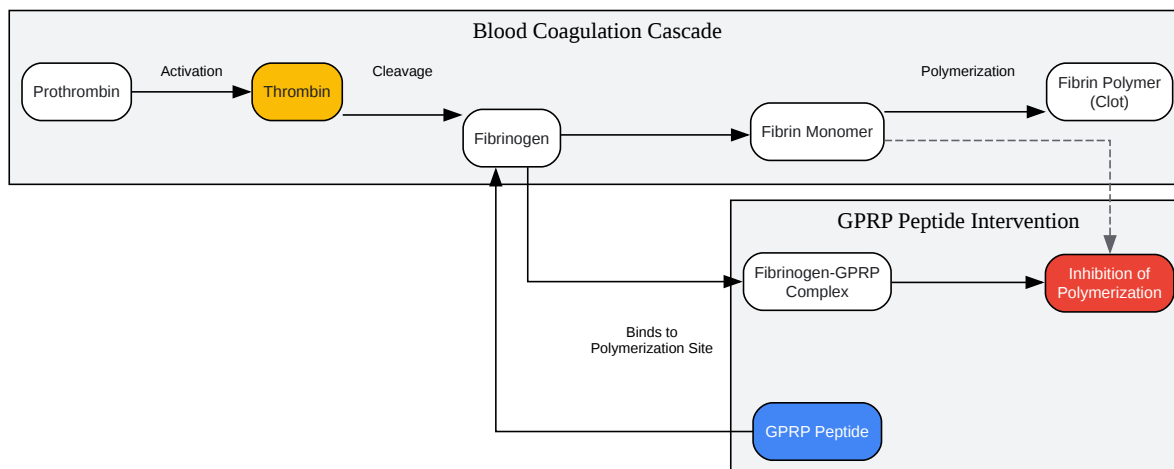 Blood Coagulation Cascade
Prothrombin
Activation
Thrombin
Cleavage
Fibrinogen
Fibrin Monomer
Polymerization
Fibrin Polymer
(Clot)
GPRP Peptide Intervention
Fibrinogen-GPRP
Complex
Inhibition of
Polymerization
Binds to
Polymerization Site
GPRP Peptide